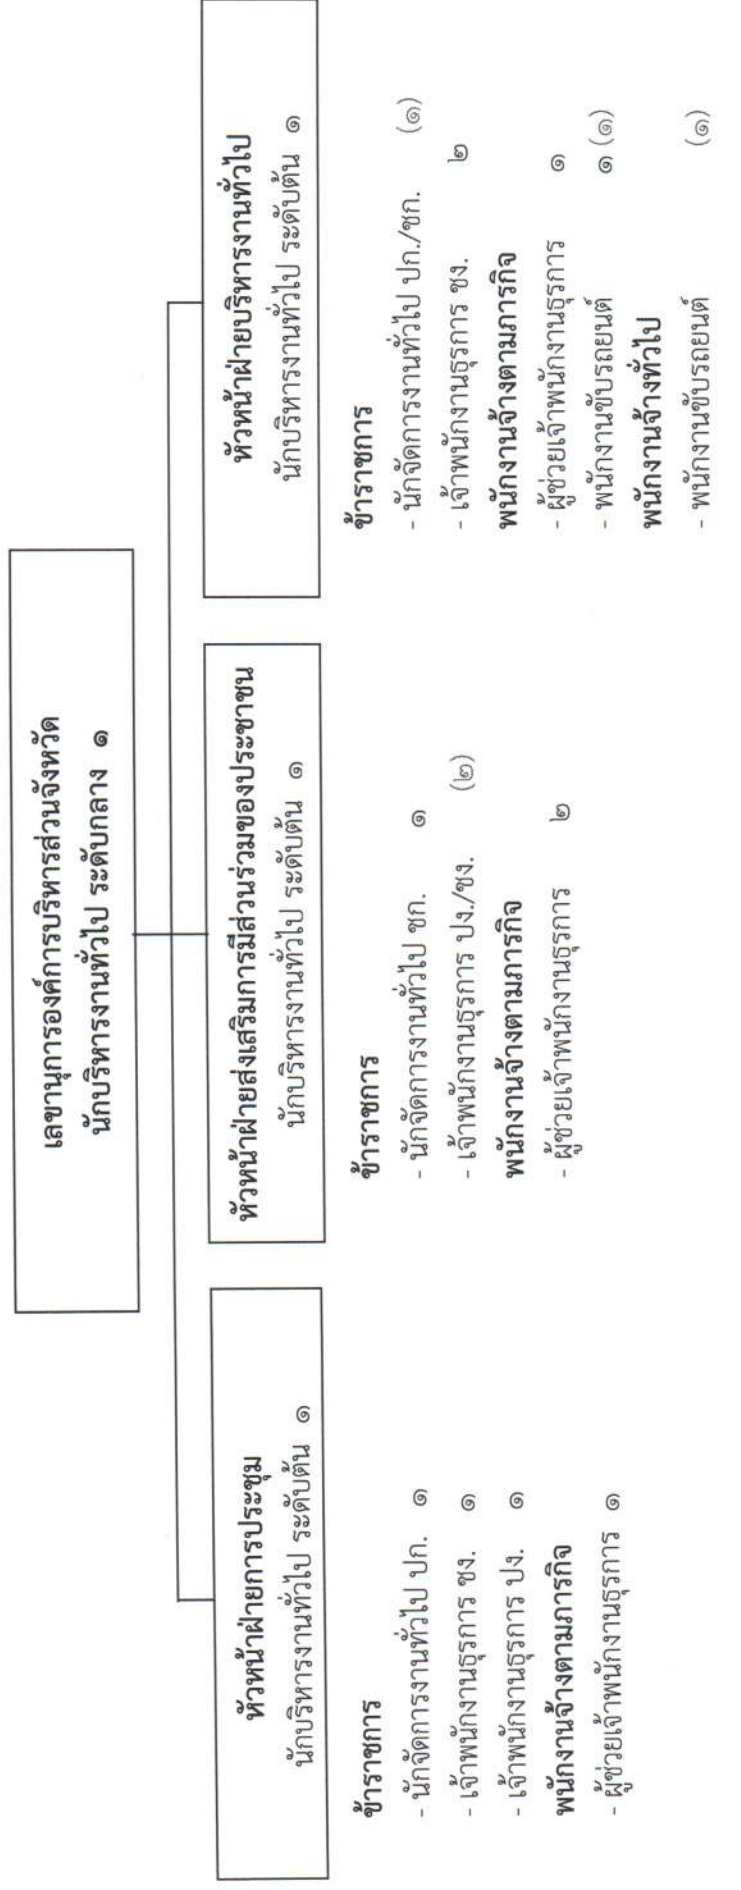 เลขานุการองค์การบริหารส่วนจังหวัด
นักบริหารงานทั่วไป ระดับกลาง ๑
หัวหน้าฝ่ายการประชุม
นักบริหารงานทั่วไป ระดับต้น ๑
ข้าราชการ
- นักจัดการงานทั่วไป ปก. ๑
- เจ้าพนักงานธุรการ ชง. ๑
- เจ้าพนักงานธุรการ ปง. ๑
พนักงานจ้างตามภารกิจ
- ผู้ช่วยเจ้าพนักงานธุรการ ๑
หัวหน้าฝ่ายส่งเสริมการมีส่วนร่วมของประชาชน
นักบริหารงานทั่วไป ระดับต้น ๑
ข้าราชการ
- นักจัดการงานทั่วไป ชก. ๑
- เจ้าพนักงานธุรการ ปง./ชง. (๒)
พนักงานจ้างตามภารกิจ
- ผู้ช่วยเจ้าพนักงานธุรการ ๒
หัวหน้าฝ่ายบริหารงานทั่วไป
นักบริหารงานทั่วไป ระดับต้น ๑
ข้าราชการ
- นักจัดการงานทั่วไป ปก./ชก. (๑)
- เจ้าพนักงานธุรการ ชง. ๒
พนักงานจ้างตามภารกิจ
- ผู้ช่วยเจ้าพนักงานธุรการ ๑
- พนักงานขับรถยนต์ ๑ (๑)
พนักงานจ้างทั่วไป
- พนักงานขับรถยนต์ (๑)